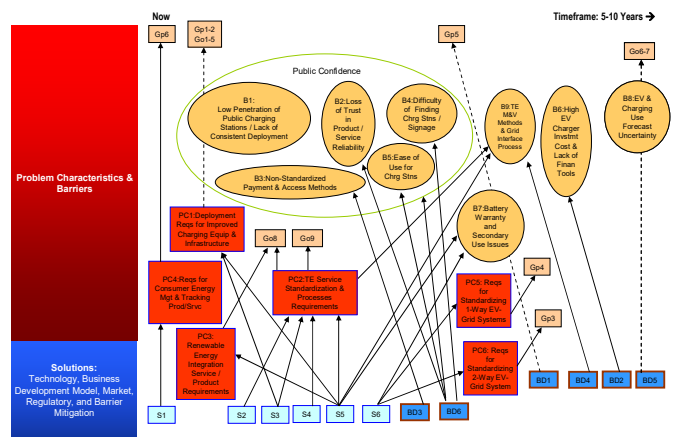 Now
Timeframe: 5-10 Years →
Gp6
Gp1-2
Go1-5
Gp5
Go6-7
Public Confidence
B1:
Low Penetration of
Public Charging
Stations / Lack of
Consistent Deployment
B2:Loss
of Trust
in
Product /
Service
Reliability
B4:Difficulty
of Finding
Chrg Stns /
Signage
B9:TE
M&V
Methods
& Grid
Interface
Process
B6:High
EV
Charger
Invstmt
Cost &
Lack of
Finan
Tools
B8:EV &
Charging
Use
Forecast
Uncertainty
B3:Non-Standardized
Payment & Access Methods
B5:Ease of
Use for
Chrg Stns
Problem Characteristics &
Barriers
PC1:Deployment
Reqs for Improved
Charging Equip &
Infrastructure
B7:Battery
Warranty
and
Secondary
Use Issues
Go8
Go9
PC4:Reqs for
Consumer Energy
Mgt & Tracking
Prod/Srvc
PC2:TE Service
Standardization &
Processes
Requirements
PC5: Reqs
for
Standardizing
1-Way EV-
Grid Systems
Gp4
Gp3
PC3:
Renewable
Energy
Integration
Service /
Product
Requirements
PC6: Reqs
for
Standardizing
2-Way EV-
Grid System
Solutions:
Technology, Business
Development Model, Market,
Regulatory, and Barrier
Mitigation
S1
S2
S3
S4
S5
S6
BD3
BD6
BD1
BD4
BD2
BD5